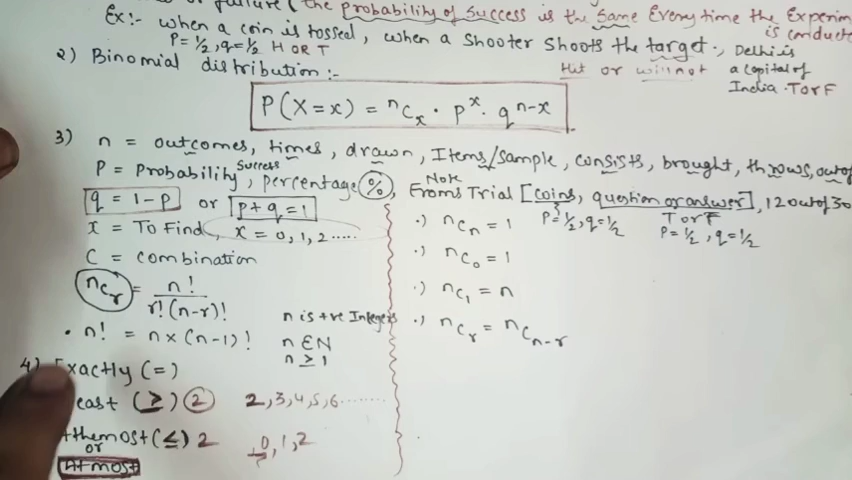 or failure (the probability of success is the same Every time the Experim
is conducte
Ex:- when a coin is tossed, when a shooter shoots the target., Delhi is
P=½, q=½ H OR T Hit or will not a capital of
India. T or F
2) Binomial distribution :-
P(X=x) = ⁿCₓ · pˣ · qⁿ⁻ˣ
3) n = outcomes, times, drawn, Items/sample, consists, brought, throws, out of
P = Probability success, percentage (%), From Trial [coins, question or answer], 12 out of 30
Note
q = 1-p or p+q=1
P=½, q=½ T or F
P=½, q=½
x = To Find, x = 0, 1, 2.....
C = combination
nCr = n! / r!(n-r)!
• n! = n×(n-1)!
n is +ve Integers
n ∈ N
n ≥ 1
.) nCn = 1
.) nC0 = 1
.) nC1 = n
.) nCr = nCn-r
4) Exactly (=)
east (≥) 2 2,3,4,5,6.......
themost (≤) 2 0,1,2
or
At most